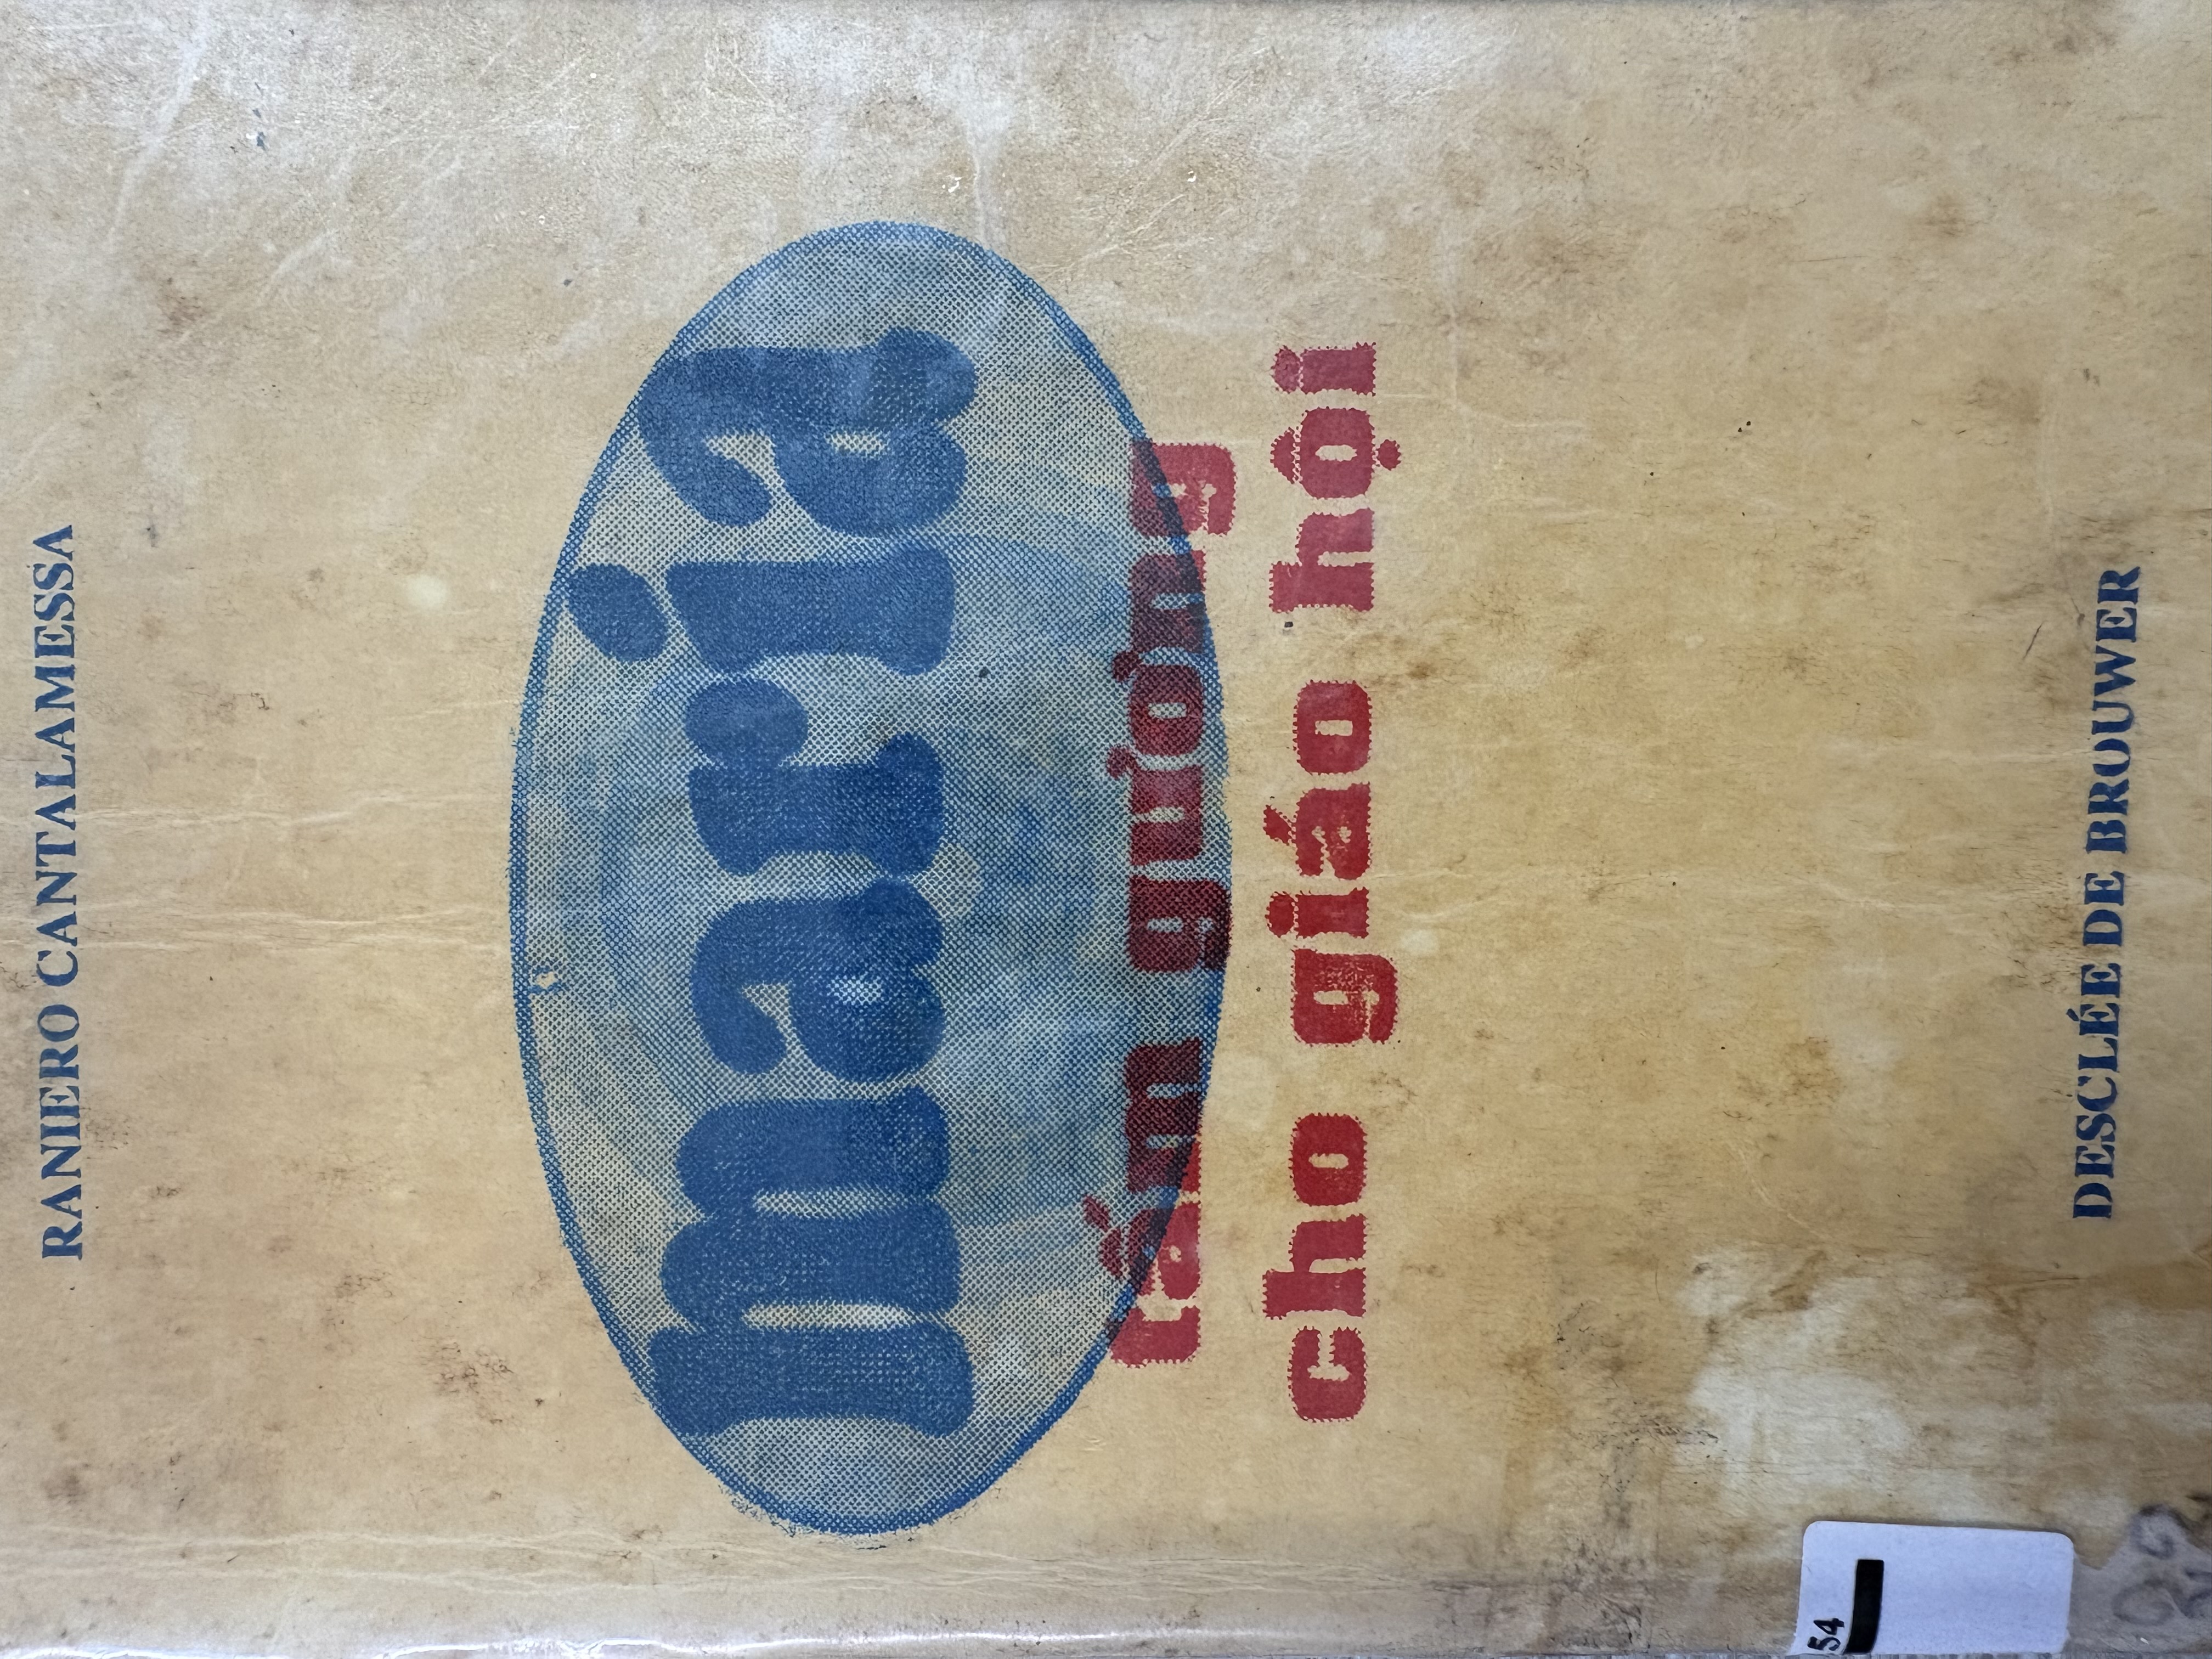 RANIERO CANTALAMESSA
maria
tấm gương
cho giáo hội
DESCLÉE DE BROUWER
54